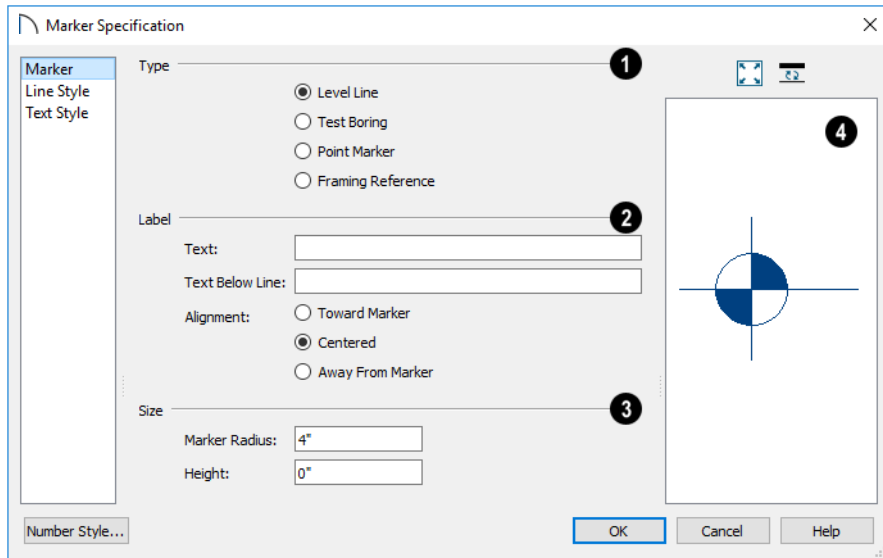 Marker Specification
Marker
Line Style
Text Style
Type 1
Level Line
Test Boring
Point Marker
Framing Reference
Label 2
Text:
Text Below Line:
Alignment: Toward Marker
Centered
Away From Marker
Size 3
Marker Radius: 4"
Height: 0"
4
Number Style... OK Cancel Help